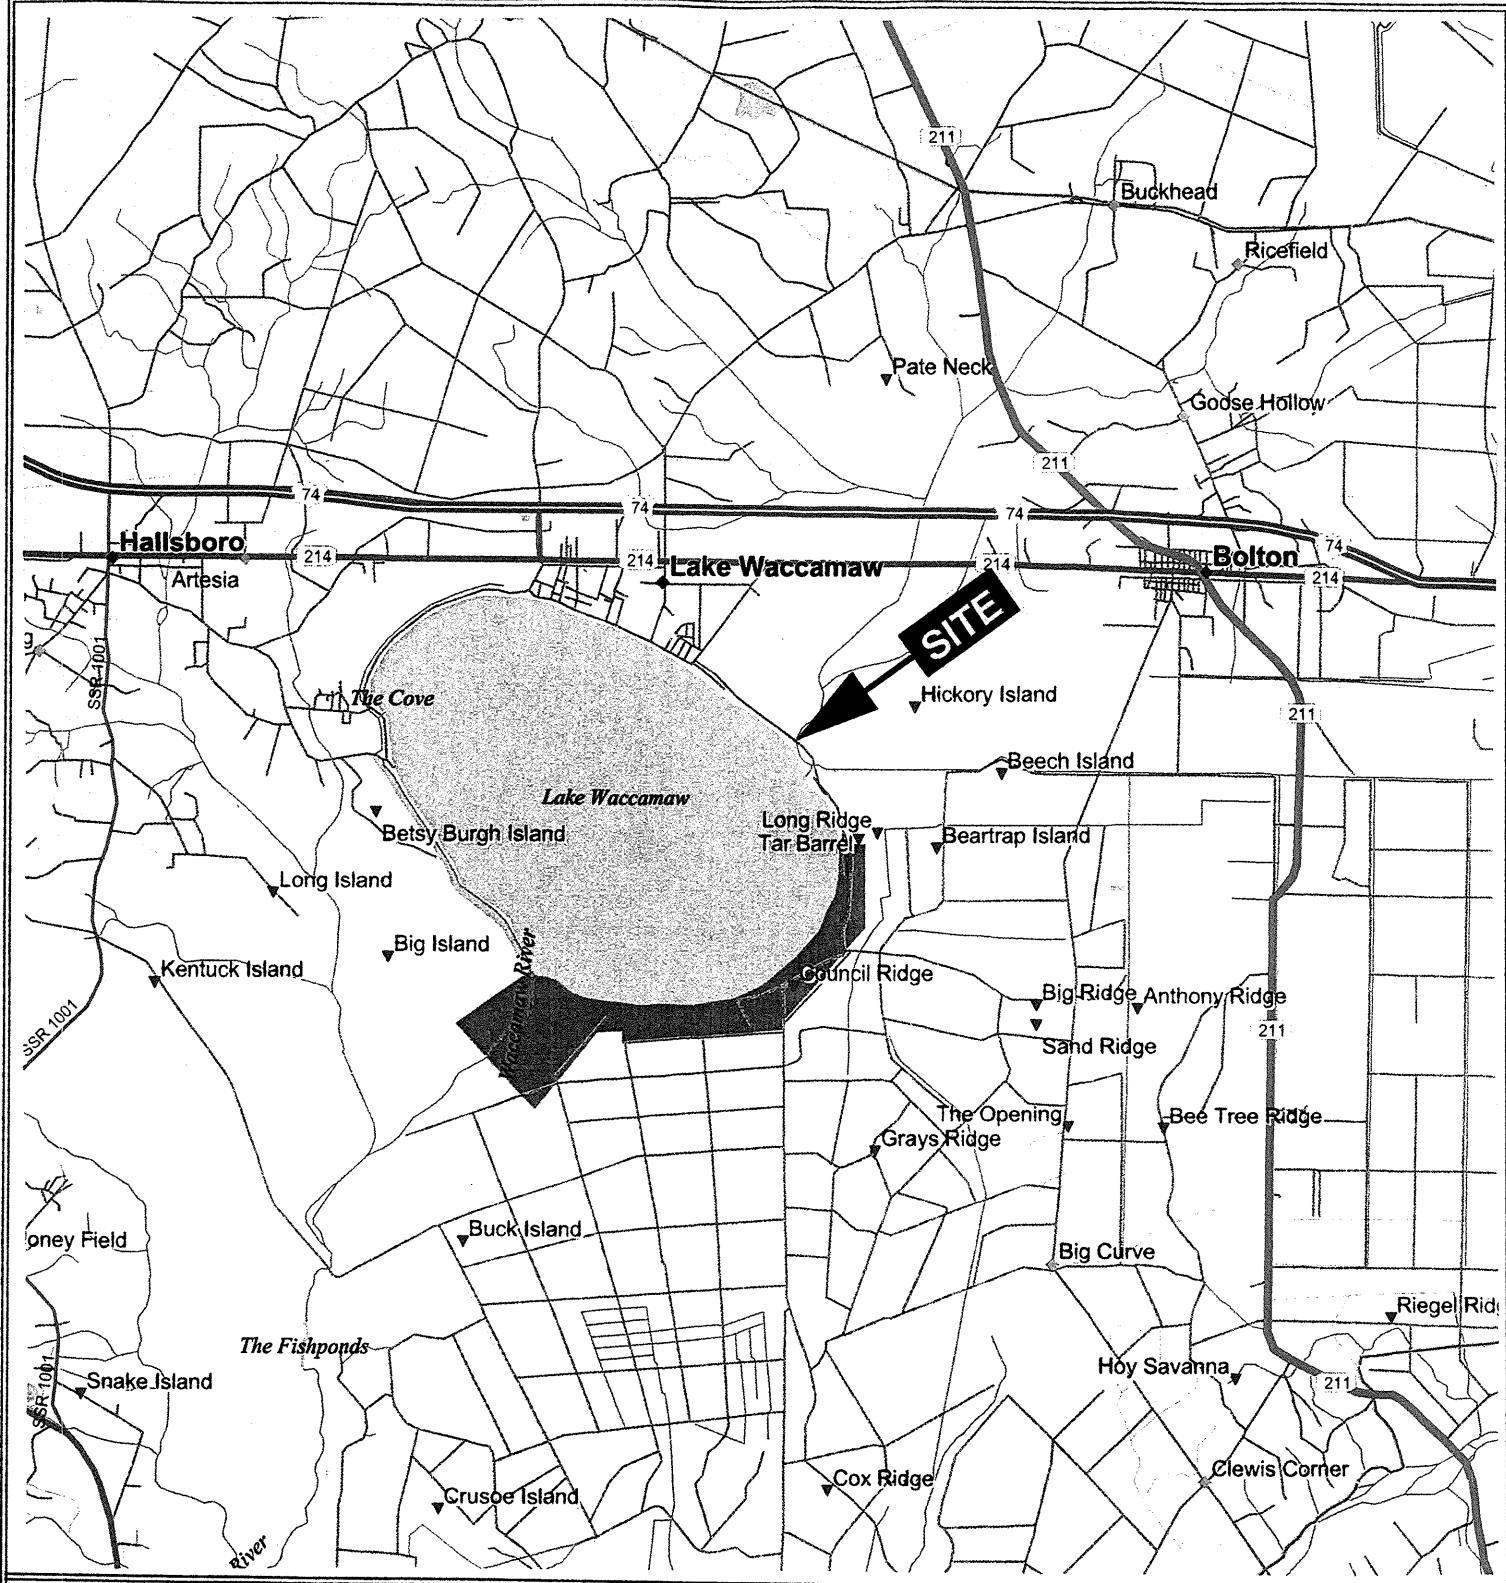 211
Buckhead
Ricefield
Pate Neck
Goose Hollow
211
74
74
74
74
Hallsboro
214
214
Lake Waccamaw
214
Bolton
214
Artesia
SITE
g
SSR 1001
The Cove
Hickory Island
211
Beech Island
Lake Waccamaw
Long Ridge
Tar Barrel
Betsy Burgh Island
Beartrap Island
Long Island
Big Island
Waccamaw River
Kentuck Island
Council Ridge
Big Ridge
Anthony Ridge
SSR 1001
211
Sand Ridge
The Opening
Bee Tree Ridge
Grays Ridge
Buck Island
oney Field
Big Curve
Riegel Ridg
The Fishponds
Hoy Savanna
Snake Island
SSR 1001
211
Clewis Corner
Cox Ridge
Crusoe Island
River